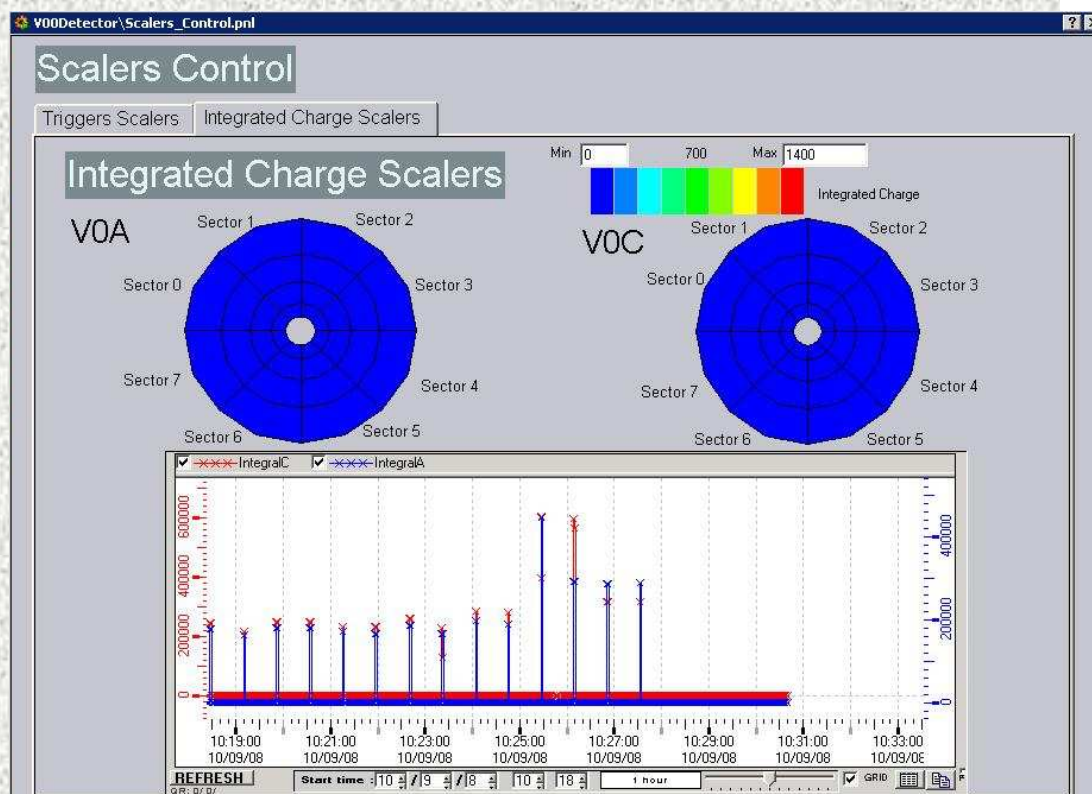 V00Detector\Scalers_Control.pnl
Scalers Control
Triggers Scalers Integrated Charge Scalers
Integrated Charge Scalers
Min 0 700 Max 1400
Integrated Charge
V0A
Sector 1
Sector 2
Sector 0
Sector 3
Sector 7
Sector 4
Sector 6
Sector 5
V0C
Sector 1
Sector 2
Sector 0
Sector 3
Sector 7
Sector 4
Sector 6
Sector 5
IntegralC IntegralA
600000
400000
200000
0
400000
200000
0
10:19:00 10:21:00 10:23:00 10:25:00 10:27:00 10:29:00 10:31:00 10:33:00
10/09/08 10/09/08 10/09/08 10/09/08 10/09/08 10/09/08 10/09/08 10/09/08
REFRESH Start time : 10 / 9 / 8 10 18 1 hour GRID